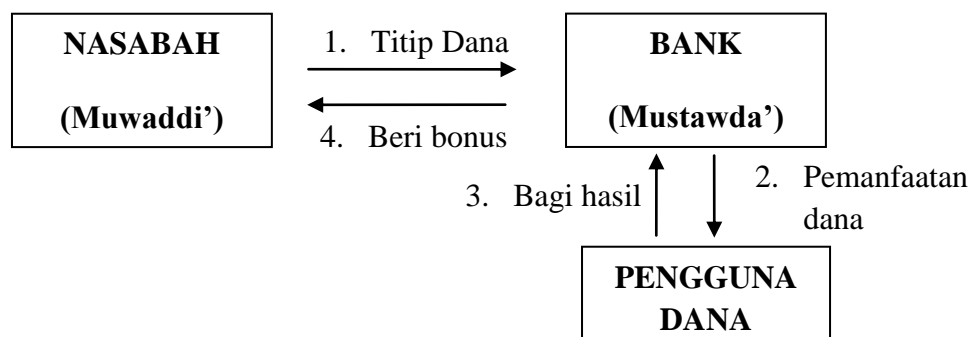 NASABAH
(Muwaddi’)
1. Titip Dana
4. Beri bonus
BANK
(Mustawda’)
3. Bagi hasil
2. Pemanfaatan
dana
PENGGUNA
DANA